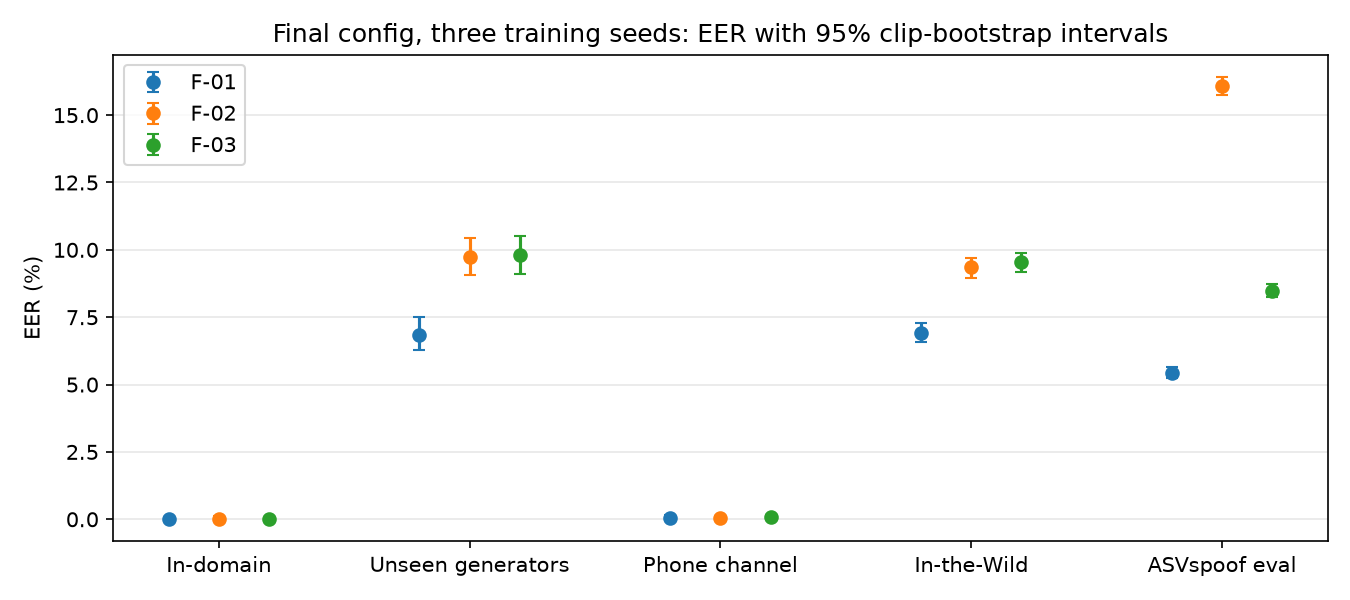 Final config, three training seeds: EER with 95% clip-bootstrap intervals
F-01
F-02
F-03
EER (%)
15.0
12.5
10.0
7.5
5.0
2.5
0.0
In-domain
Unseen generators
Phone channel
In-the-Wild
ASVspoof eval